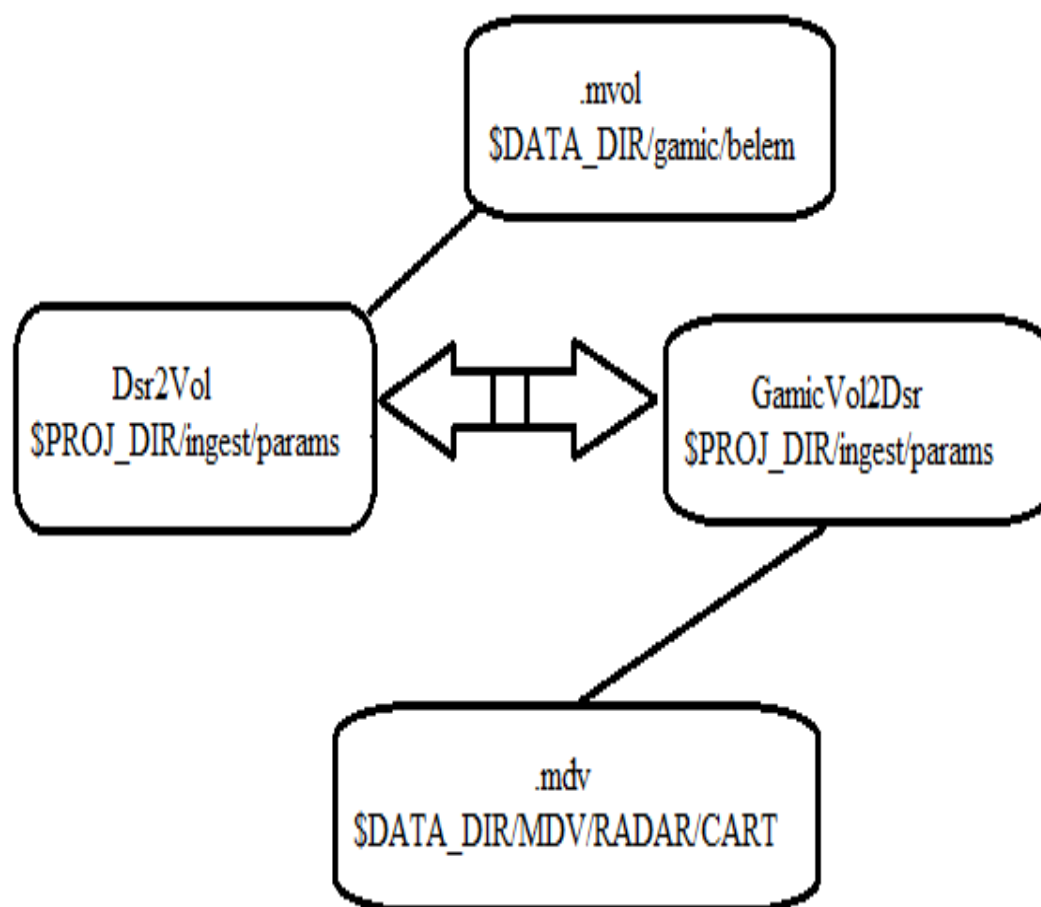 .mvol
$DATA_DIR/gamic/belem
Dsr2Vol
$PROJ_DIR/ingest/params
GamicVol2Dsr
$PROJ_DIR/ingest/params
.mdv
$DATA_DIR/MDV/RADAR/CART